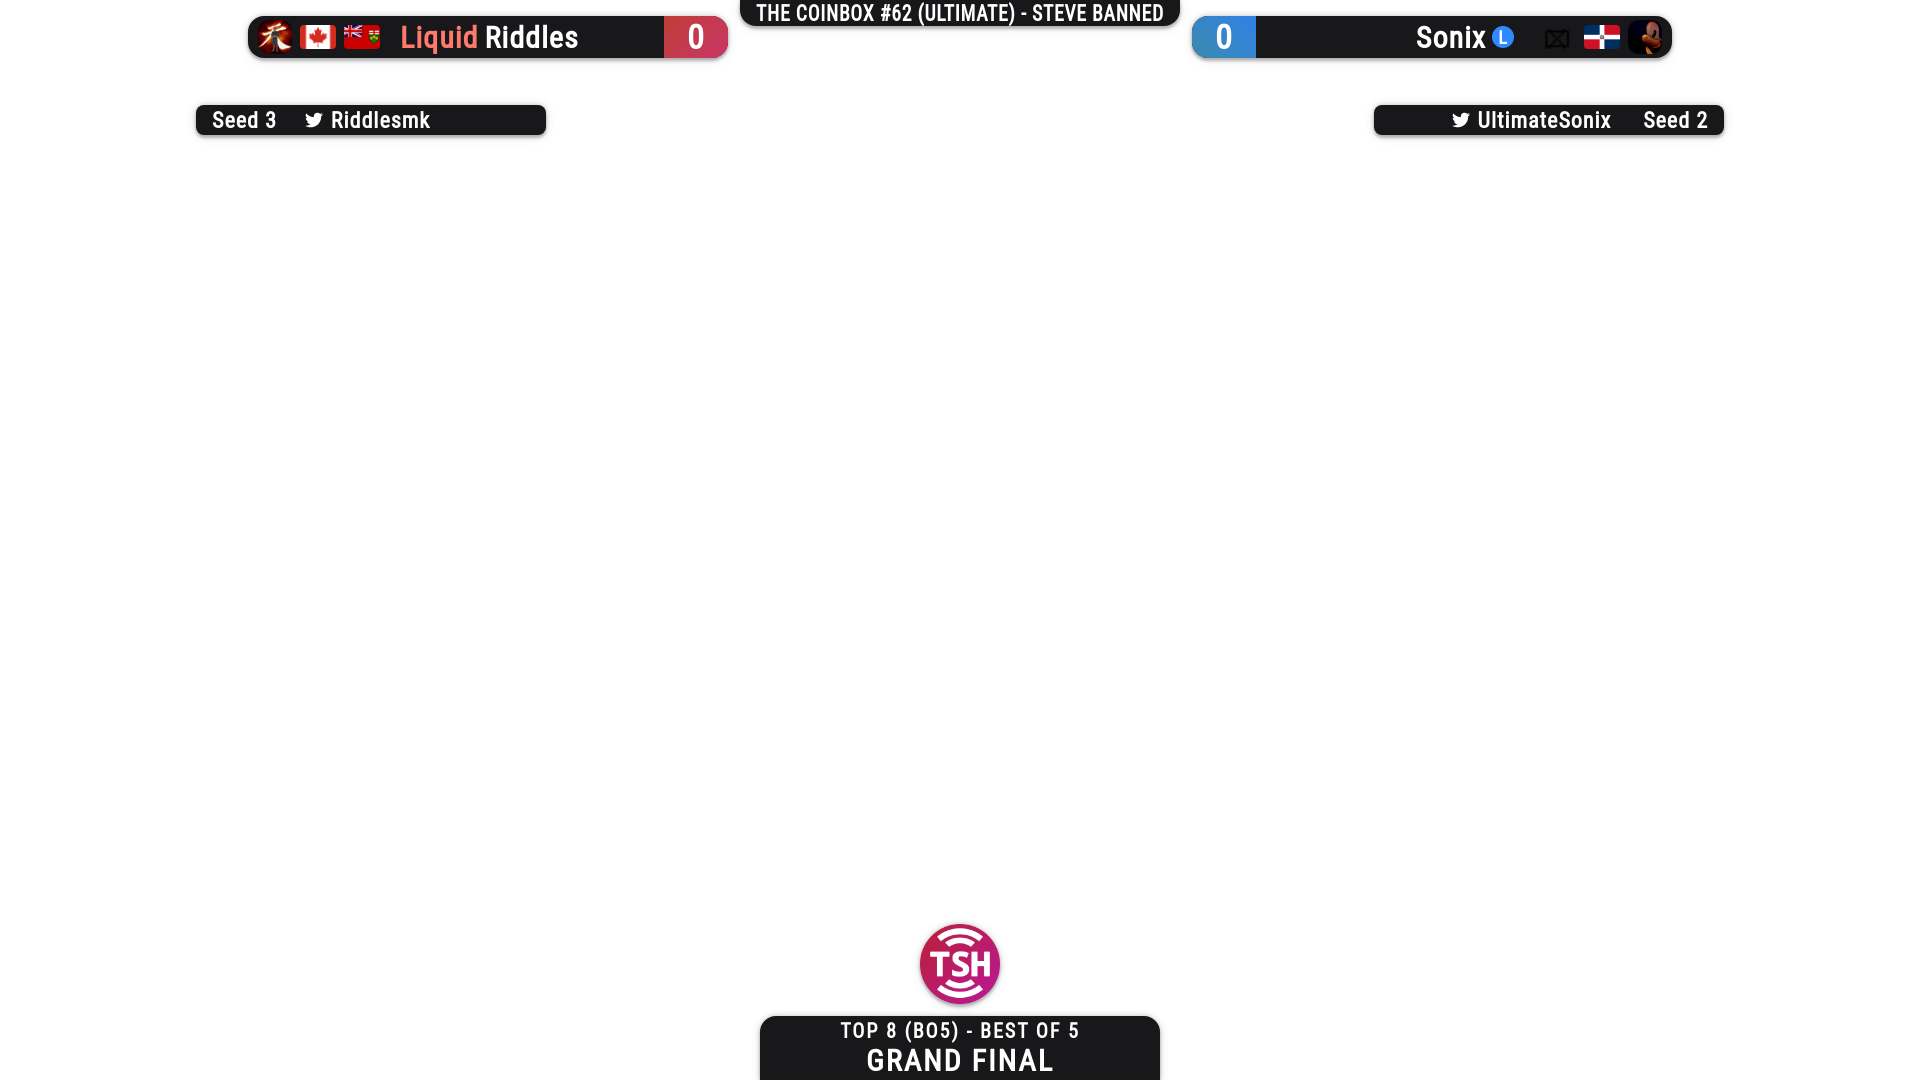 THE COINBOX #62 (ULTIMATE) - STEVE BANNED
Liquid Riddles 0
0 Sonix L
Seed 3 Riddlesmk
UltimateSonix Seed 2
TSH
TOP 8 (BO5) - BEST OF 5
GRAND FINAL